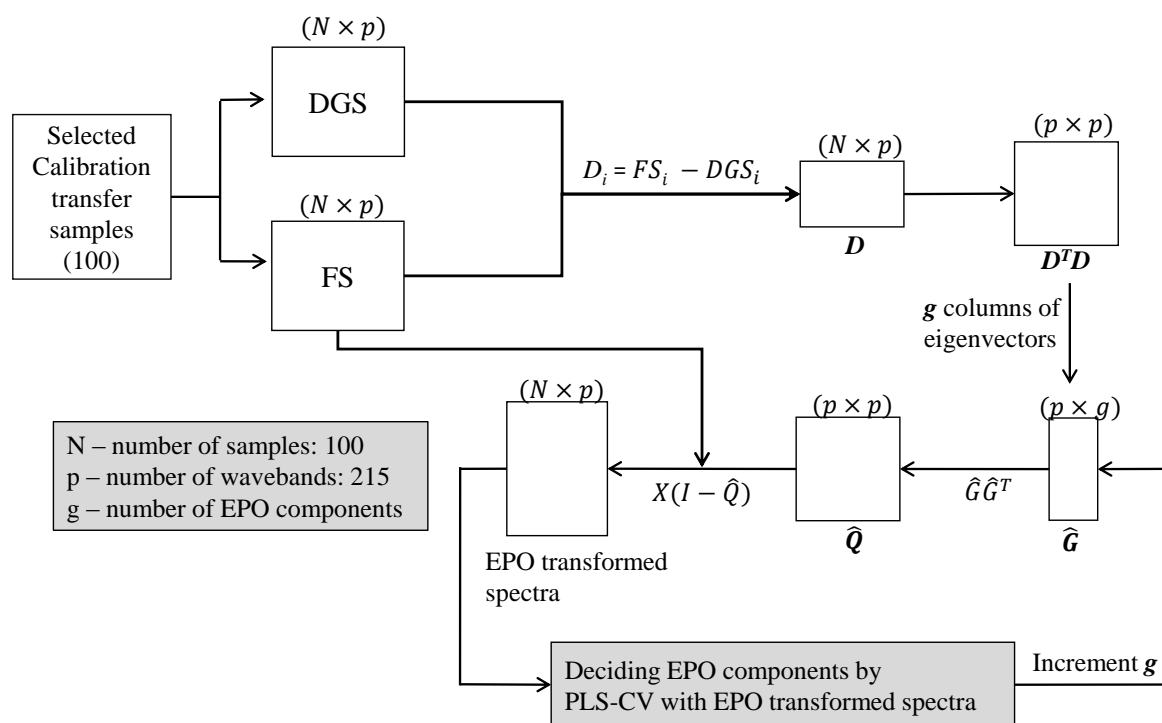 (N × p)
DGS
Selected
Calibration
transfer
samples
(100)
(N × p)
FS
D_i = FS_i − DGS_i
(N × p)
D
(p × p)
D^T D
g columns of
eigenvectors
(p × g)
Ĝ
ĜĜ^T
(p × p)
Q̂
X(I − Q̂)
(N × p)
EPO transformed
spectra
N – number of samples: 100
p – number of wavebands: 215
g – number of EPO components
Deciding EPO components by
PLS-CV with EPO transformed spectra
Increment g